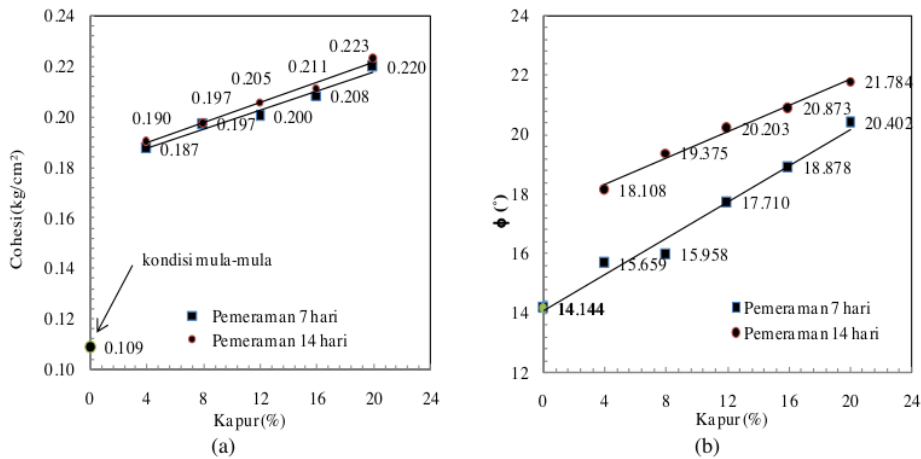 0.24
0.22
0.20
0.18
0.16
0.14
0.12
0.10
Cohesi(kg/cm²)
0.190
0.197
0.205
0.211
0.223
0.187
0.197
0.200
0.208
0.220
kondisi mula-mula
0.109
Pemeraman 7 hari
Pemeraman 14 hari
0 4 8 12 16 20 24
Kapur(%)
(a)
24
22
20
18
16
14
12
ϕ (°)
18.108
19.375
20.203
20.873
21.784
14.144
15.659
15.958
17.710
18.878
20.402
Pemeraman 7 hari
Pemeraman 14 hari
0 4 8 12 16 20 24
Kapur(%)
(b)